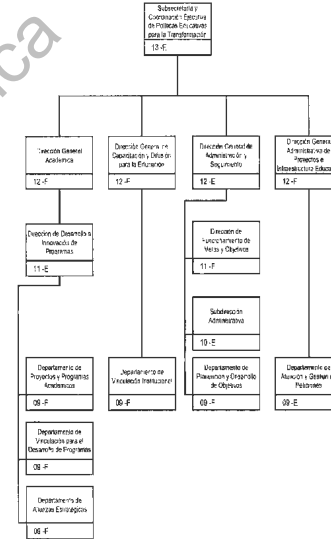 Subsecretaría y
Coordinación Ejecutiva
de Políticas Educativas
para la Transformación
13 -E
Dirección General
Académica
12 -F
Dirección General de
Capacitación y Difusión
para la Educación
12 -F
Dirección General de
Administración y
Seguimiento
12 -E
Dirección General
Administrativa de
Proyectos e
Infraestructura Educa
12 -F
Dirección de Desarrollo e
Innovación de
Programas
11 -E
Dirección de
Funcionamiento de
Metas y Objetivos
11 -F
Subdirección
Administrativa
10 -E
Departamento de
Proyectos y Programas
Académicos
09 -F
Departamento de
Vinculación Institucional
09 -F
Departamento de
Planeación y Desarrollo
de Objetivos
09 -F
Departamento de
Atención y Gestión
Peticiones
09 -E
Departamento de
Vinculación para el
Desarrollo de Programas
09 -F
Departamento de
Alianzas Estratégicas
09 -F
ica